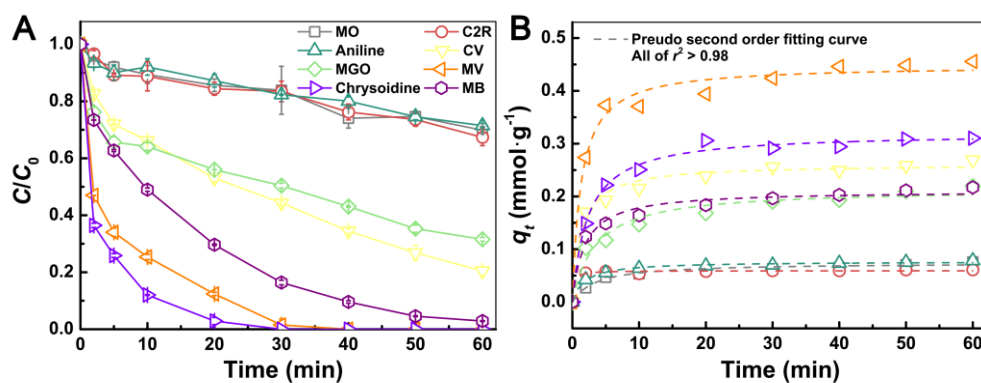 A
MO
C2R
Aniline
CV
MGO
MV
Chrysoidine
MB
C/C0
1.0
0.8
0.6
0.4
0.2
0.0
0 10 20 30 40 50 60
Time (min)
B
Preudo second order fitting curve
All of r² > 0.98
qt (mmol·g⁻¹)
0.5
0.4
0.3
0.2
0.1
0.0
0 10 20 30 40 50 60
Time (min)